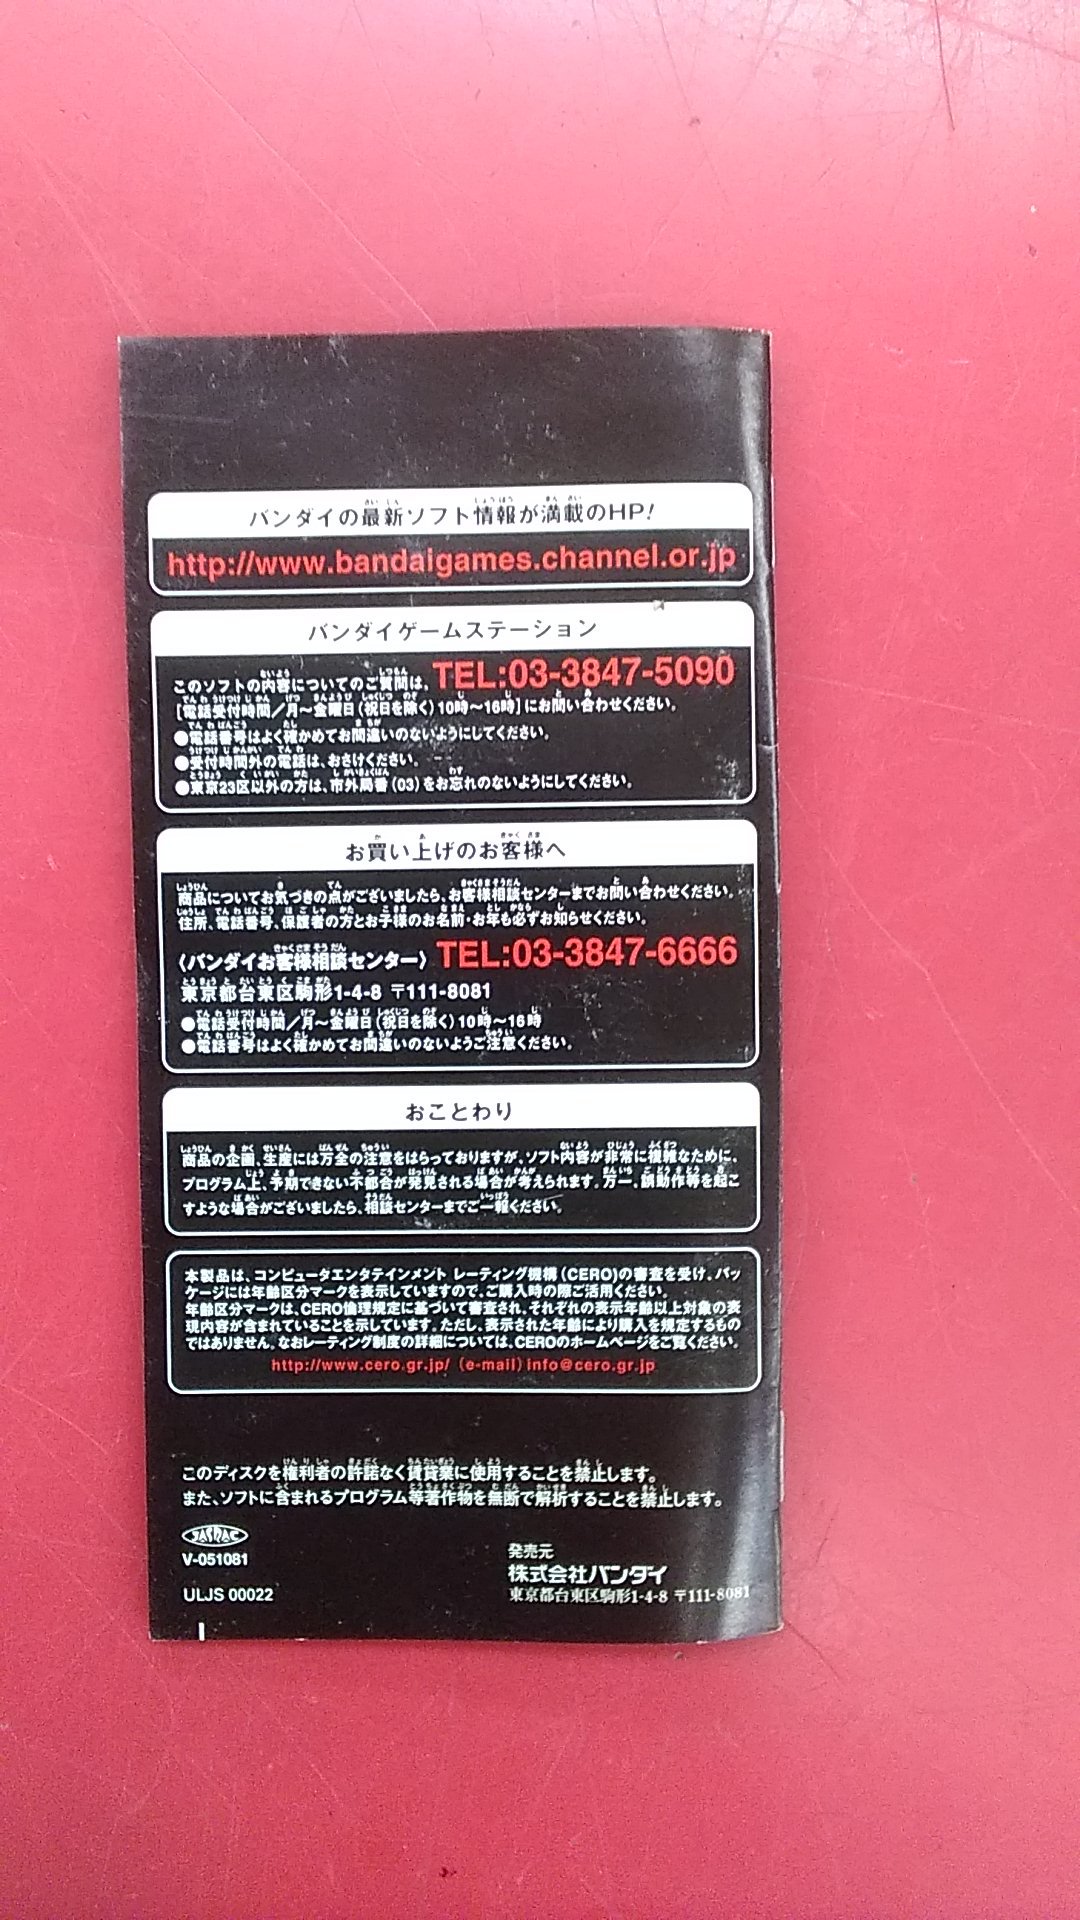 バンダイの最新ソフト情報が満載のHP!
http://www.bandaigames.channel.or.jp
バンダイゲームステーション
このソフトの内容についてのご質問は、TEL:03-3847-5090
[電話受付時間/月～金曜日(祝日を除く)10時～16時]にお問い合わせください。
●電話番号はよく確かめてお間違いのないようにしてください。
●受付時間外の電話は、おさけください。
●東京23区以外の方は、市外局番(03)をお忘れのないようにしてください。
お買い上げのお客様へ
商品についてお気づきの点がございましたら、お客様相談センターまでお問い合わせください。
住所、電話番号、保護者の方とお子様のお名前・お年も必ずお知らせください。
〈バンダイお客様相談センター〉TEL:03-3847-6666
東京都台東区駒形1-4-8 〒111-8081
●電話受付時間/月～金曜日(祝日を除く)10時～16時
●電話番号はよく確かめてお間違いのないようご注意ください。
おことわり
商品の企画、生産には万全の注意をはらっておりますが、ソフト内容が非常に複雑なために、
プログラム上、予期できない不都合が発見される場合が考えられます。万一、誤動作等を起こ
すような場合がございましたら、相談センターまでご一報ください。
本製品は、コンピュータエンタテインメント レーティング機構(CERO)の審査を受け、パッ
ケージには年齢区分マークを表示していますので、ご購入時の際ご活用ください。
年齢区分マークは、CERO倫理規定に基づいて審査され、それぞれの表示年齢以上対象の表
現内容が含まれていることを示しています。ただし、表示された年齢により購入を規定するもの
ではありません。なおレーティング制度の詳細については、CEROのホームページをご覧ください。
http://www.cero.gr.jp/ (e-mail)info@cero.gr.jp
このディスクを権利者の許諾なく賃貸業に使用することを禁止します。
また、ソフトに含まれるプログラム等著作物を無断で解析することを禁止します。
JASRAC
V-051081
ULJS 00022
発売元
株式会社バンダイ
東京都台東区駒形1-4-8 〒111-8081